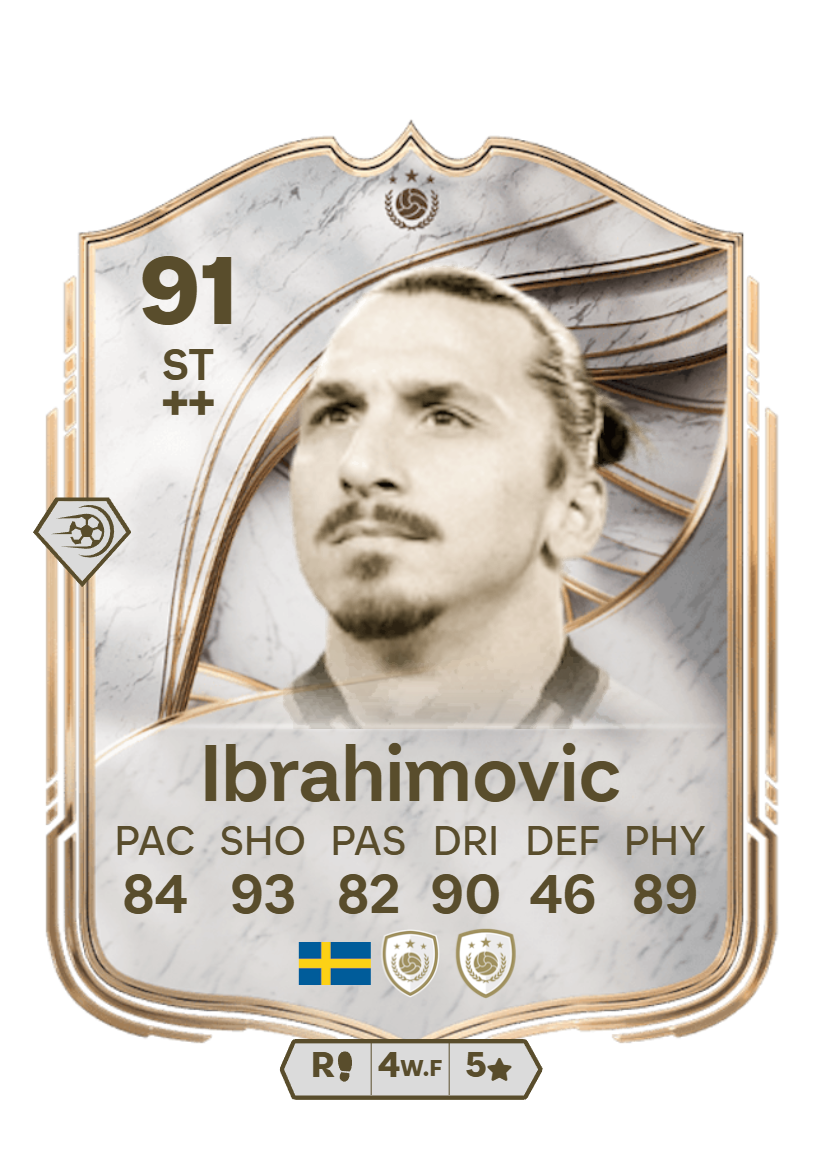 91
ST
++
Ibrahimovic
PAC SHO PAS DRI DEF PHY
84 93 82 90 46 89
R 4W.F 5★